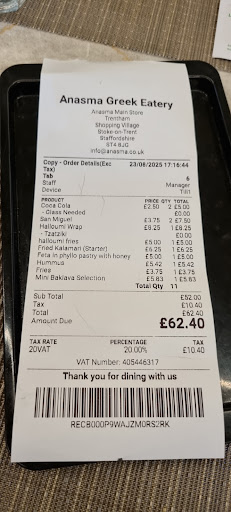 Anasma Greek Eatery
Anasma Main Store
Trentham
Shopping Village
Stoke-on-Trent
Staffordshire
ST4 8JG
info@anasma.co.uk
Copy - Order Details(Exc Tax) 23/08/2025 17:16:44
Tab 6
Staff Manager
Device Till1
PRODUCT PRICE QTY TOTAL
Coca Cola £2.50 2 £5.00
- Glass Needed £0.00
San Miguel £3.75 2 £7.50
Halloumi Wrap £8.25 1 £8.25
- Tzatziki £0.00
halloumi fries £5.00 1 £5.00
Fried Kalamari (Starter) £6.25 1 £6.25
Feta in phyllo pastry with honey £5.00 1 £5.00
Hummus £5.42 1 £5.42
Fries £3.75 1 £3.75
Mini Baklava Selection £5.83 1 £5.83
Total Qty 11
Sub Total £52.00
Tax £10.40
Total £62.40
Amount Due £62.40
TAX RATE PERCENTAGE TAX
20VAT 20.00% £10.40
VAT Number: 405446317
Thank you for dining with us
RECB000P9WAJZM0RS2RK